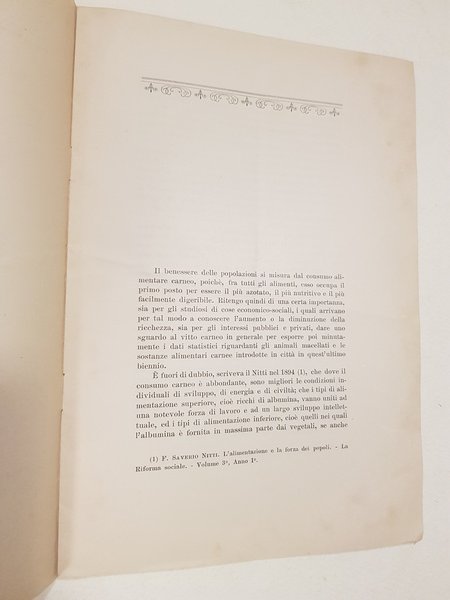 Il benessere delle popolazioni si misura dal consumo ali-
mentare carneo, poichè, fra tutti gli alimenti, esso occupa il
primo posto per essere il più azotato, il più nutritivo e il più
facilmente digeribile. Ritengo quindi di una certa importanza,
sia per gli studiosi di cose economico-sociali, i quali arrivano
per tal modo a conoscere l'aumento o la diminuzione della
ricchezza, sia per gli interessi pubblici e privati, dare uno
sguardo al vitto carneo in generale per esporre poi minuta-
mente i dati statistici riguardanti gli animali macellati e le
sostanze alimentari carnee introdotte in città in quest'ultimo
biennio.
È fuori di dubbio, scriveva il Nitti nel 1894 (1), che dove il
consumo carneo è abbondante, sono migliori le condizioni in-
dividuali di sviluppo, di energia e di civiltà; che i tipi di ali-
mentazione superiore, cioè ricchi di albumina, vanno uniti ad
una notevole forza di lavoro e ad un largo sviluppo intellet-
tuale, ed i tipi di alimentazione inferiore, cioè quelli nei quali
l'albumina è fornita in massima parte dai vegetali, se anche
(1) F. SAVERIO NITTI. L'alimentazione e la forza dei popoli. - La
Riforma sociale. - Volume 3º, Anno Iº.